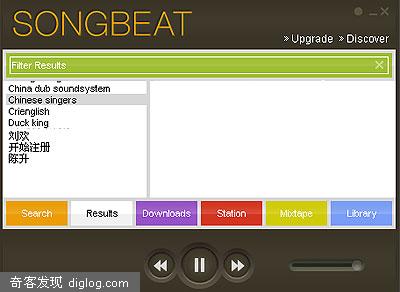 SONGBEAT
» Upgrade » Discover
Filter Results
China dub soundsystem
Chinese singers
Crienglish
Duck king
刘欢
开始注册
陈升
Search Results Downloads Station Mixtape Library
奇客发现 diglog.com